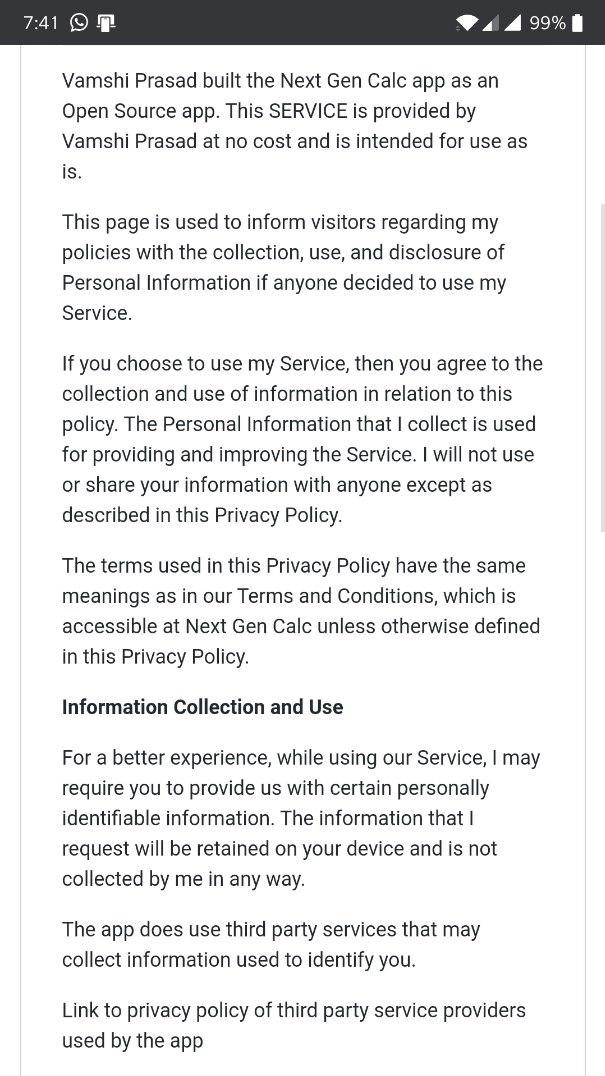 7:41
99%
Vamshi Prasad built the Next Gen Calc app as an
Open Source app. This SERVICE is provided by
Vamshi Prasad at no cost and is intended for use as
is.
This page is used to inform visitors regarding my
policies with the collection, use, and disclosure of
Personal Information if anyone decided to use my
Service.
If you choose to use my Service, then you agree to the
collection and use of information in relation to this
policy. The Personal Information that I collect is used
for providing and improving the Service. I will not use
or share your information with anyone except as
described in this Privacy Policy.
The terms used in this Privacy Policy have the same
meanings as in our Terms and Conditions, which is
accessible at Next Gen Calc unless otherwise defined
in this Privacy Policy.
Information Collection and Use
For a better experience, while using our Service, I may
require you to provide us with certain personally
identifiable information. The information that I
request will be retained on your device and is not
collected by me in any way.
The app does use third party services that may
collect information used to identify you.
Link to privacy policy of third party service providers
used by the app